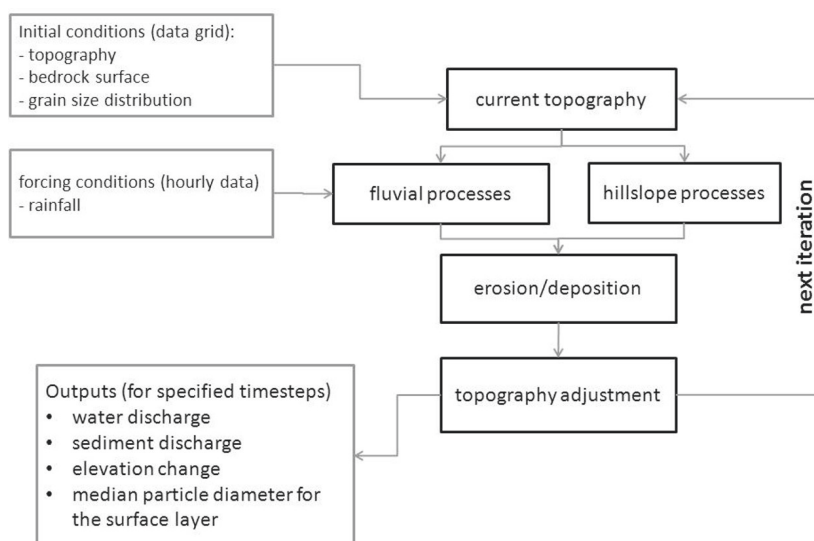 Initial conditions (data grid):
- topography
- bedrock surface
- grain size distribution
current topography
forcing conditions (hourly data)
- rainfall
fluvial processes
hillslope processes
next iteration
erosion/deposition
topography adjustment
Outputs (for specified timesteps)
• water discharge
• sediment discharge
• elevation change
• median particle diameter for
the surface layer